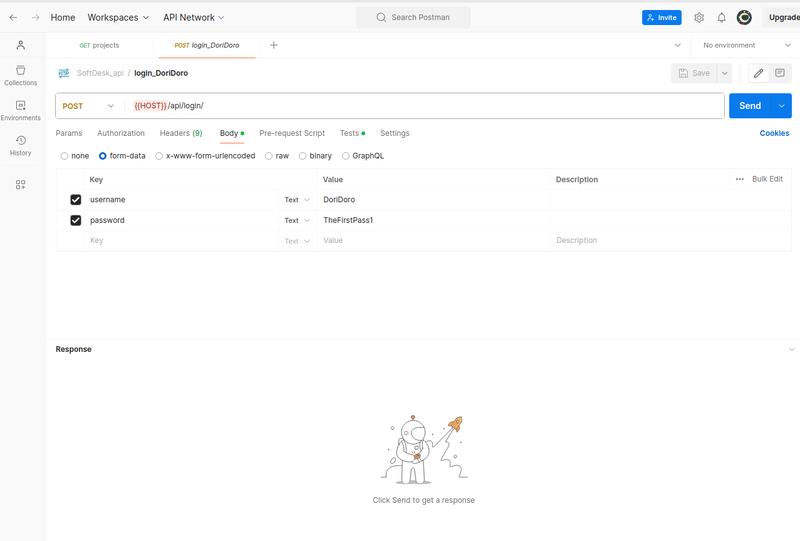 Home Workspaces API Network Search Postman Invite Upgrade
GET projects POST login_DoriDoro No environment
Collections
Environments
History
SoftDesk_api / login_DoriDoro Save
POST {{HOST}}/api/login/ Send
Params Authorization Headers (9) Body Pre-request Script Tests Settings Cookies
none form-data x-www-form-urlencoded raw binary GraphQL
Key Value Description Bulk Edit
username Text DoriDoro
password Text TheFirstPass1
Key Text Value Description
Response
Click Send to get a response